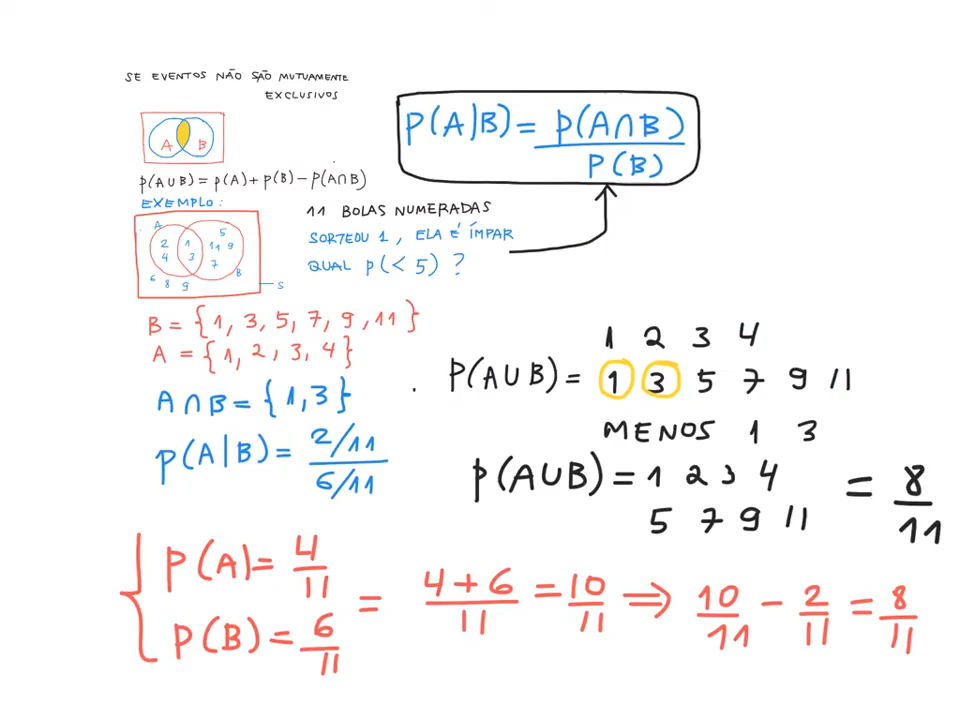 SE EVENTOS NÃO SÃO MUTUAMENTE
EXCLUSIVOS
A B
p(A∪B) = p(A) + p(B) − p(A∩B)
P(A|B) = p(A∩B) / P(B)
EXEMPLO:
A
2 1 5
4 3 11 9
7
6 8 9 B
S
11 BOLAS NUMERADAS
SORTEOU 1, ELA É ÍMPAR
QUAL p(< 5) ?
B = {1, 3, 5, 7, 9, 11}
A = {1, 2, 3, 4}
A∩B = {1, 3}
p(A|B) = 2/11 / 6/11
1 2 3 4
P(A∪B) = 1 3 5 7 9 11
MENOS 1 3
p(A∪B) = 1 2 3 4
5 7 9 11
= 8/11
P(A) = 4/11
P(B) = 6/11
= 4+6/11 = 10/11 ⇒ 10/11 − 2/11 = 8/11